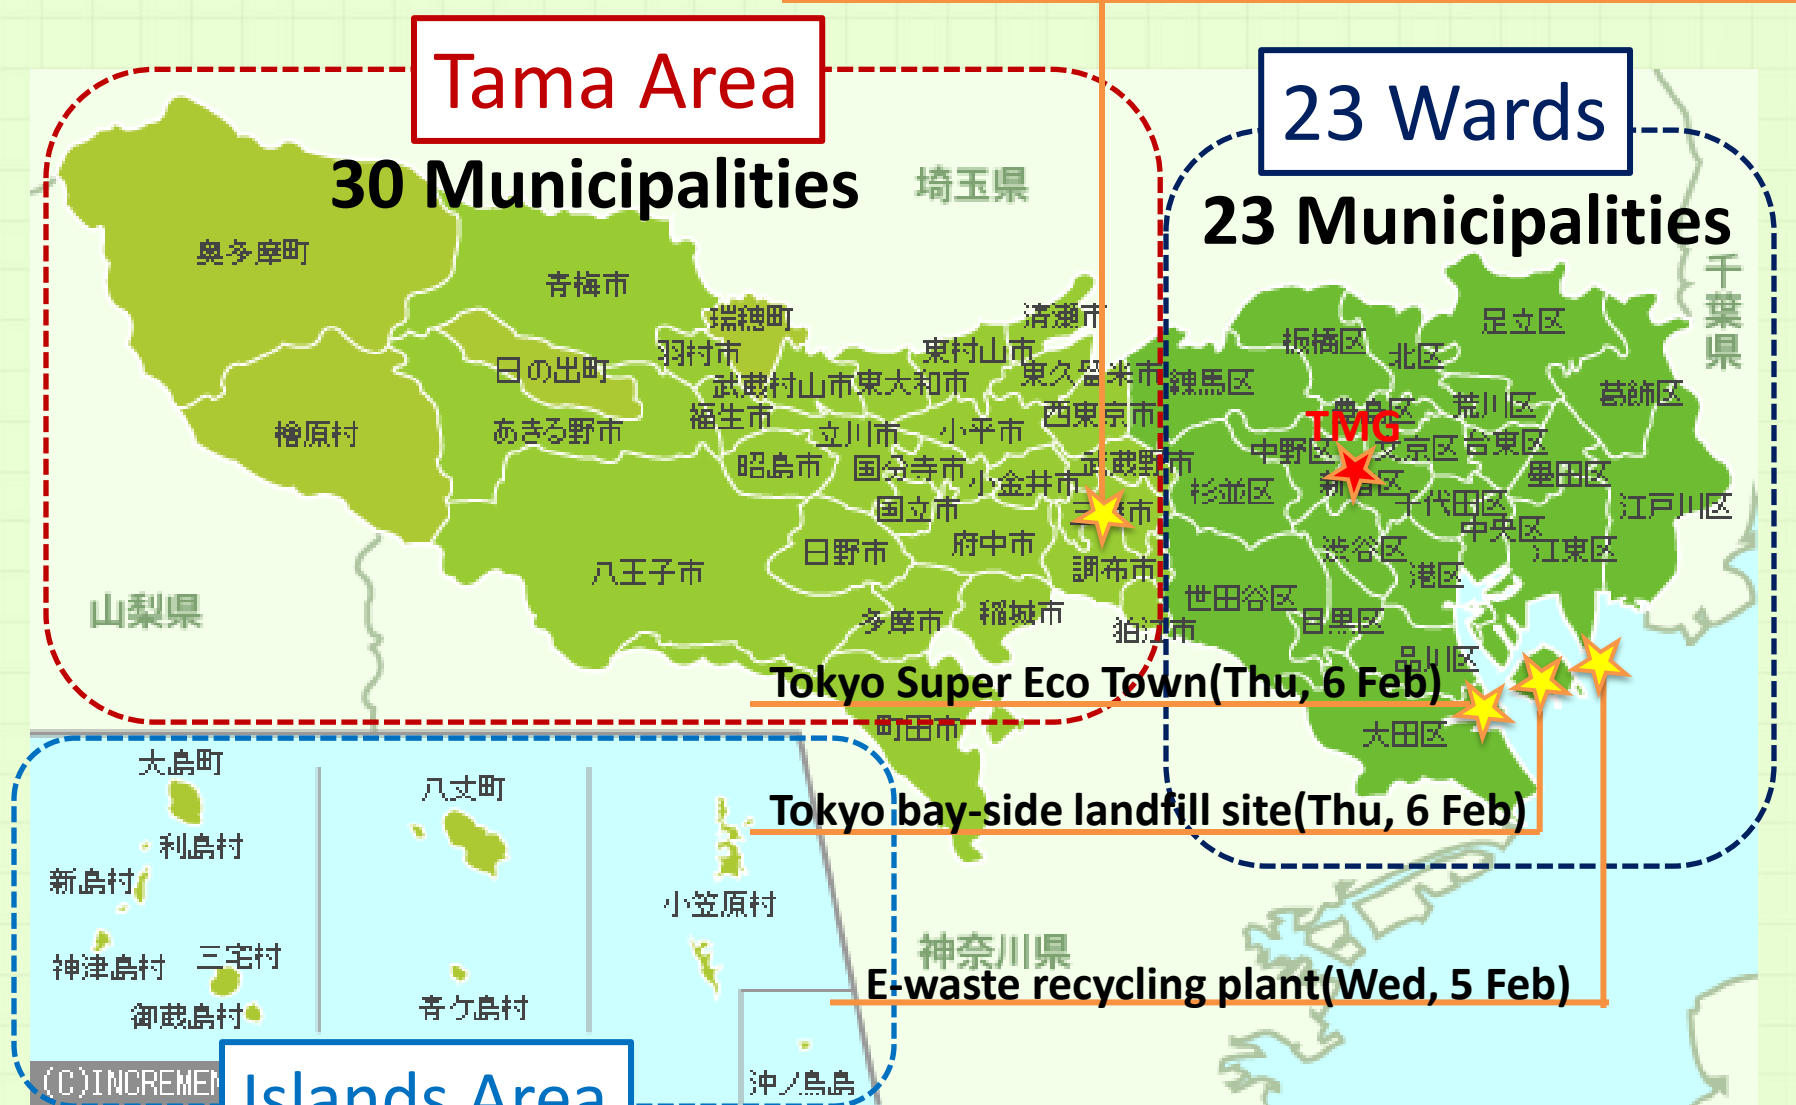 Tama Area
23 Wards
30 Municipalities
埼玉県
23 Municipalities
千葉県
奥多摩町
青梅市
瑞穂町
清瀬市
足立区
板橋区
羽村市
東村山市
北区
日の出町
武蔵村山市
東大和市
東久留米市
練馬区
葛飾区
福生市
西東京市
豊島区
荒川区
TMG
檜原村
あきる野市
立川市
小平市
中野区
文京区
台東区
昭島市
国分寺市
武蔵野市
墨田区
小金井市
杉並区
新宿区
国立市
千代田区
江戸川区
中央区
日野市
府中市
渋谷区
江東区
八王子市
調布市
港区
世田谷区
山梨県
多摩市
稲城市
狛江市
目黒区
品川区
Tokyo Super Eco Town(Thu, 6 Feb)
町田市
大田区
大島町
八丈町
Tokyo bay-side landfill site(Thu, 6 Feb)
利島村
新島村
小笠原村
神奈川県
三宅村
神津島村
E-waste recycling plant(Wed, 5 Feb)
御蔵島村
青ケ島村
(C)INCREMEN
沖ノ鳥島
Islands Area